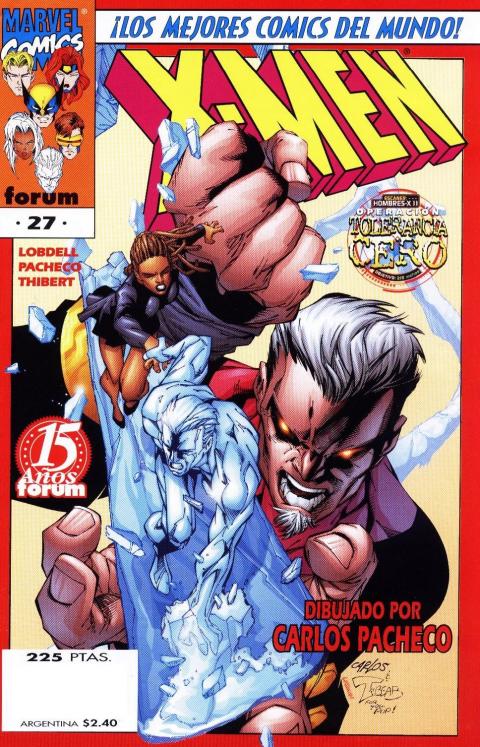 MARVEL
COMICS
¡LOS MEJORES COMICS DEL MUNDO!
X-MEN
forum
· 27 ·
LOBDELL
PACHECO
THIBERT
HOMBRES-X II
OPERACIÓN
TOLERANCIA
CERO
15
Años
forum
DIBUJADO POR
CARLOS PACHECO
CARLOS
225 PTAS.
ARGENTINA $2.40